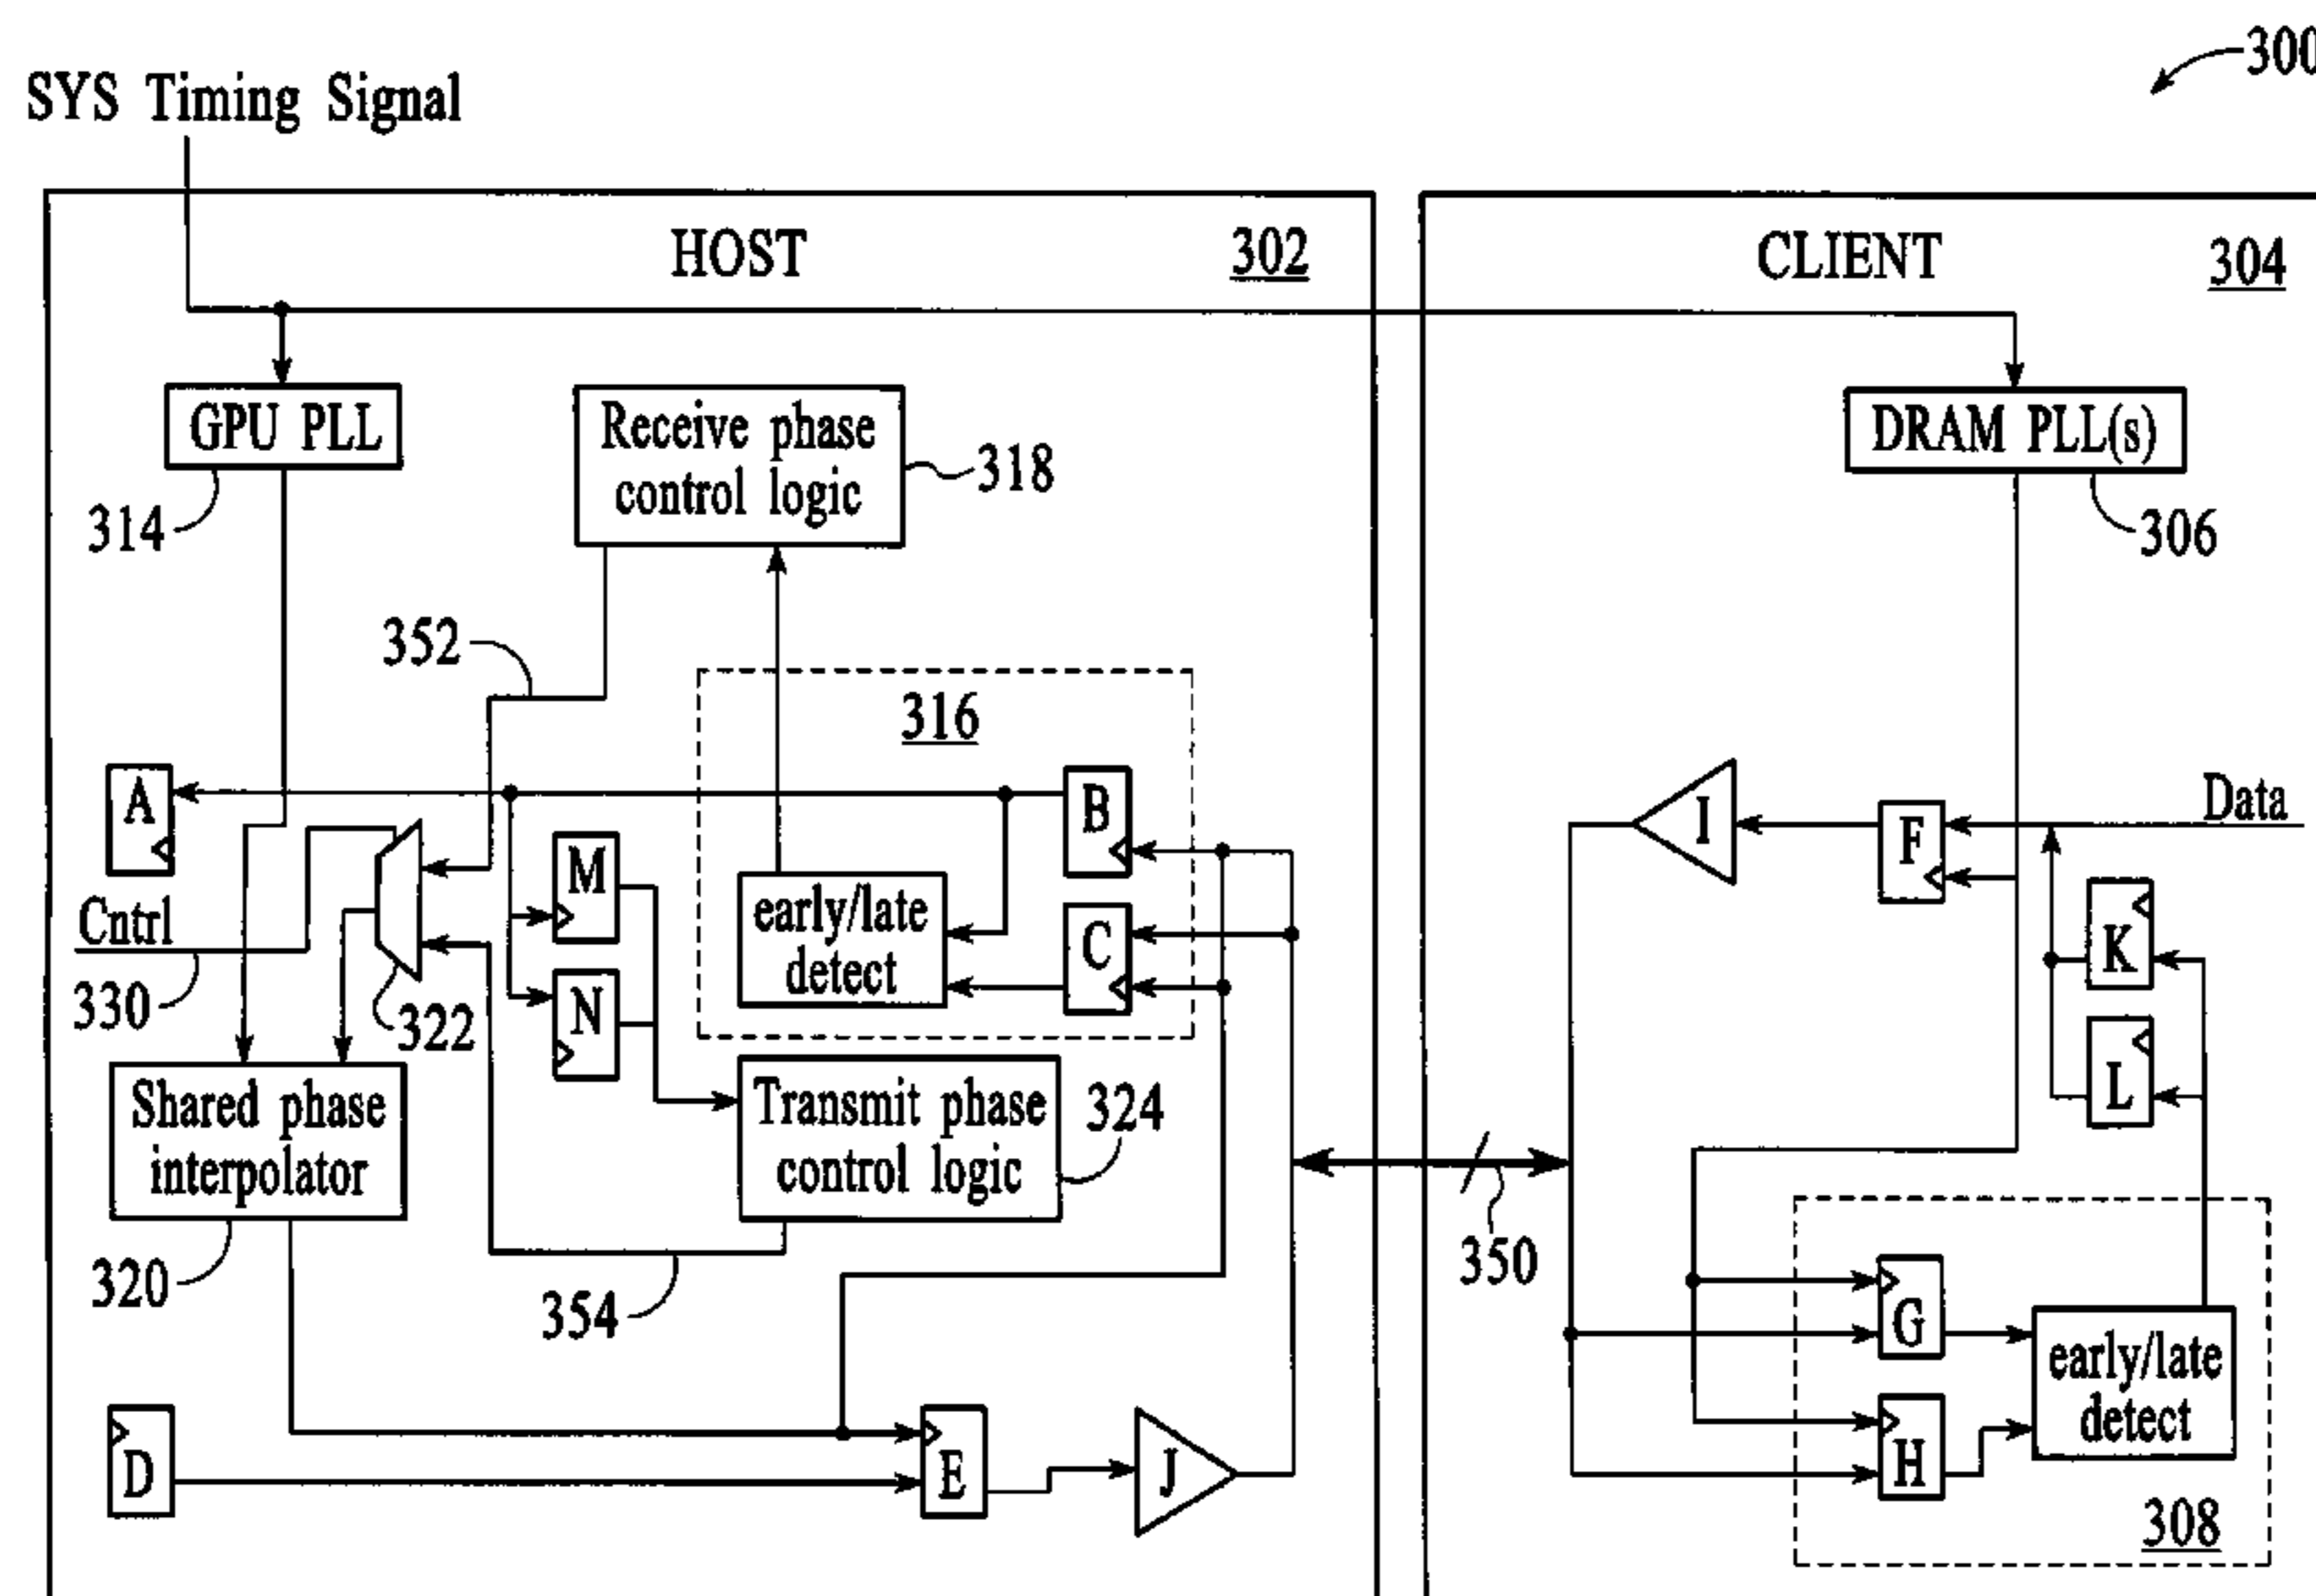 300
SYS Timing Signal
HOST
302
CLIENT
304
GPU PLL
314
Receive phase
control logic
318
DRAM PLL(s)
306
352
316
A
M
B
I
F
Data
Cntrl
330
322
N
early/late
detect
C
K
L
Shared phase
interpolator
320
Transmit phase
control logic
324
354
350
G
early/late
detect
H
308
D
E
J